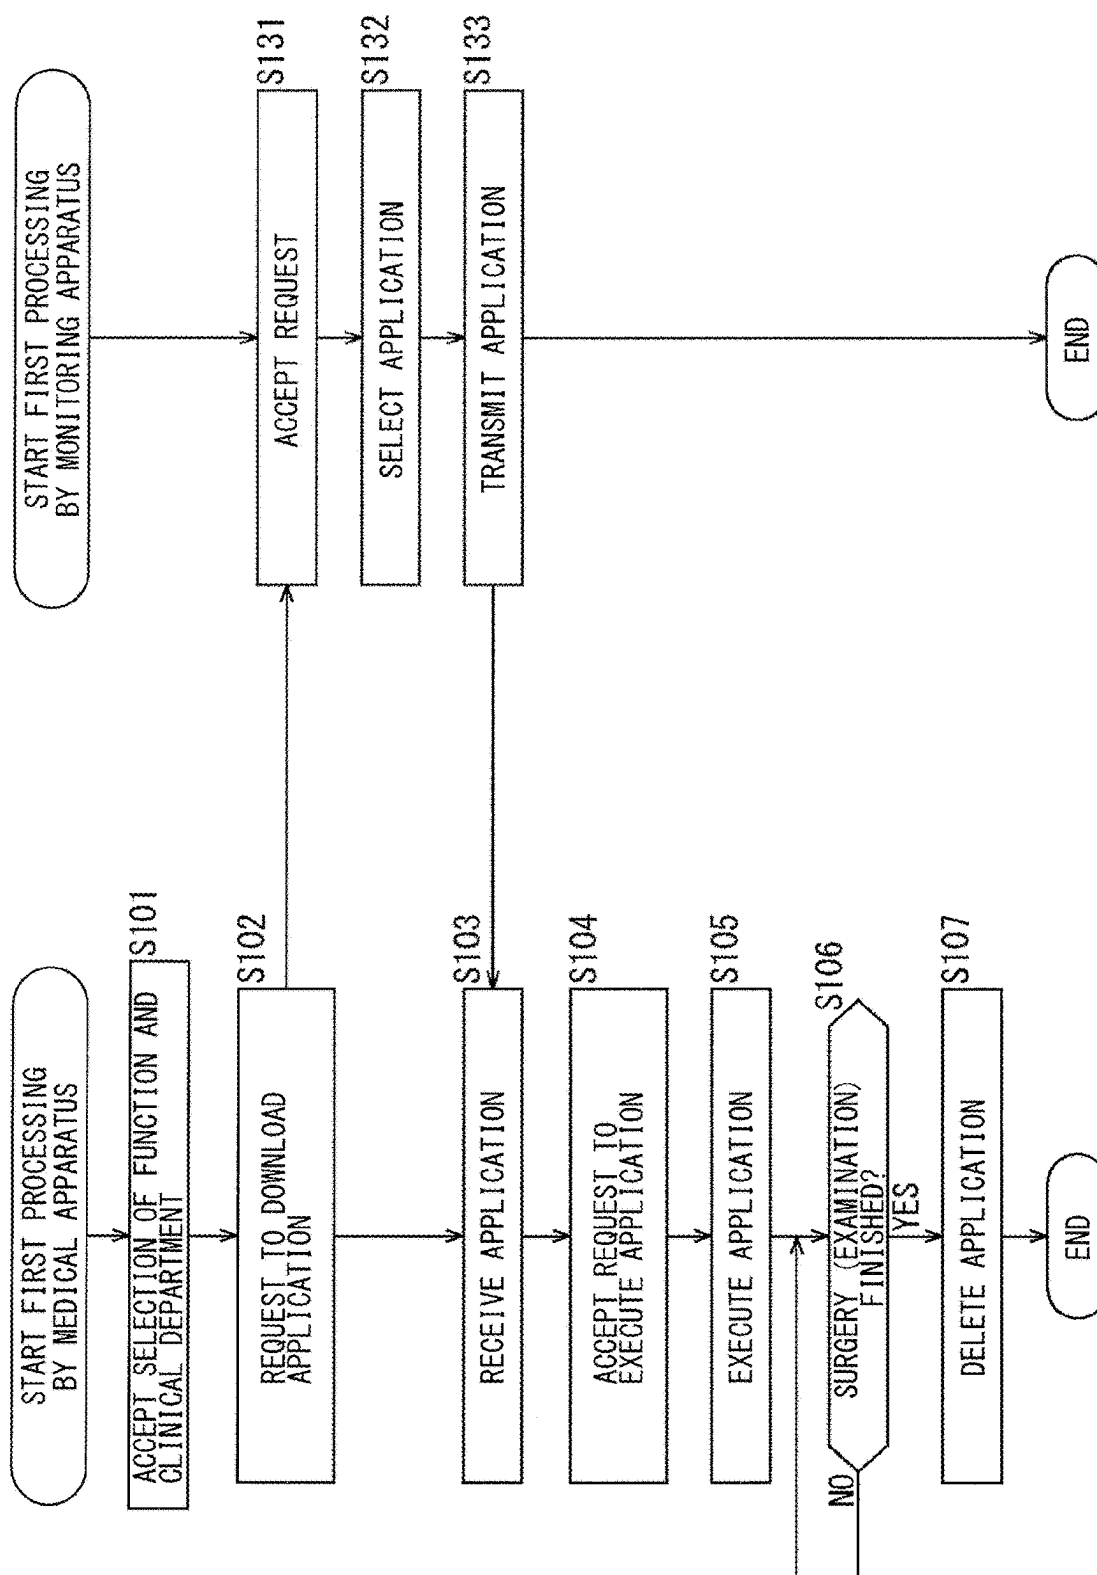 START FIRST PROCESSING
BY MEDICAL APPARATUS
S101
ACCEPT SELECTION OF FUNCTION AND
CLINICAL DEPARTMENT
S102
REQUEST TO DOWNLOAD
APPLICATION
S103
RECEIVE APPLICATION
S104
ACCEPT REQUEST TO
EXECUTE APPLICATION
S105
EXECUTE APPLICATION
S106
SURGERY (EXAMINATION)
FINISHED?
NO
YES
S107
DELETE APPLICATION
END
START FIRST PROCESSING
BY MONITORING APPARATUS
S131
ACCEPT REQUEST
S132
SELECT APPLICATION
S133
TRANSMIT APPLICATION
END